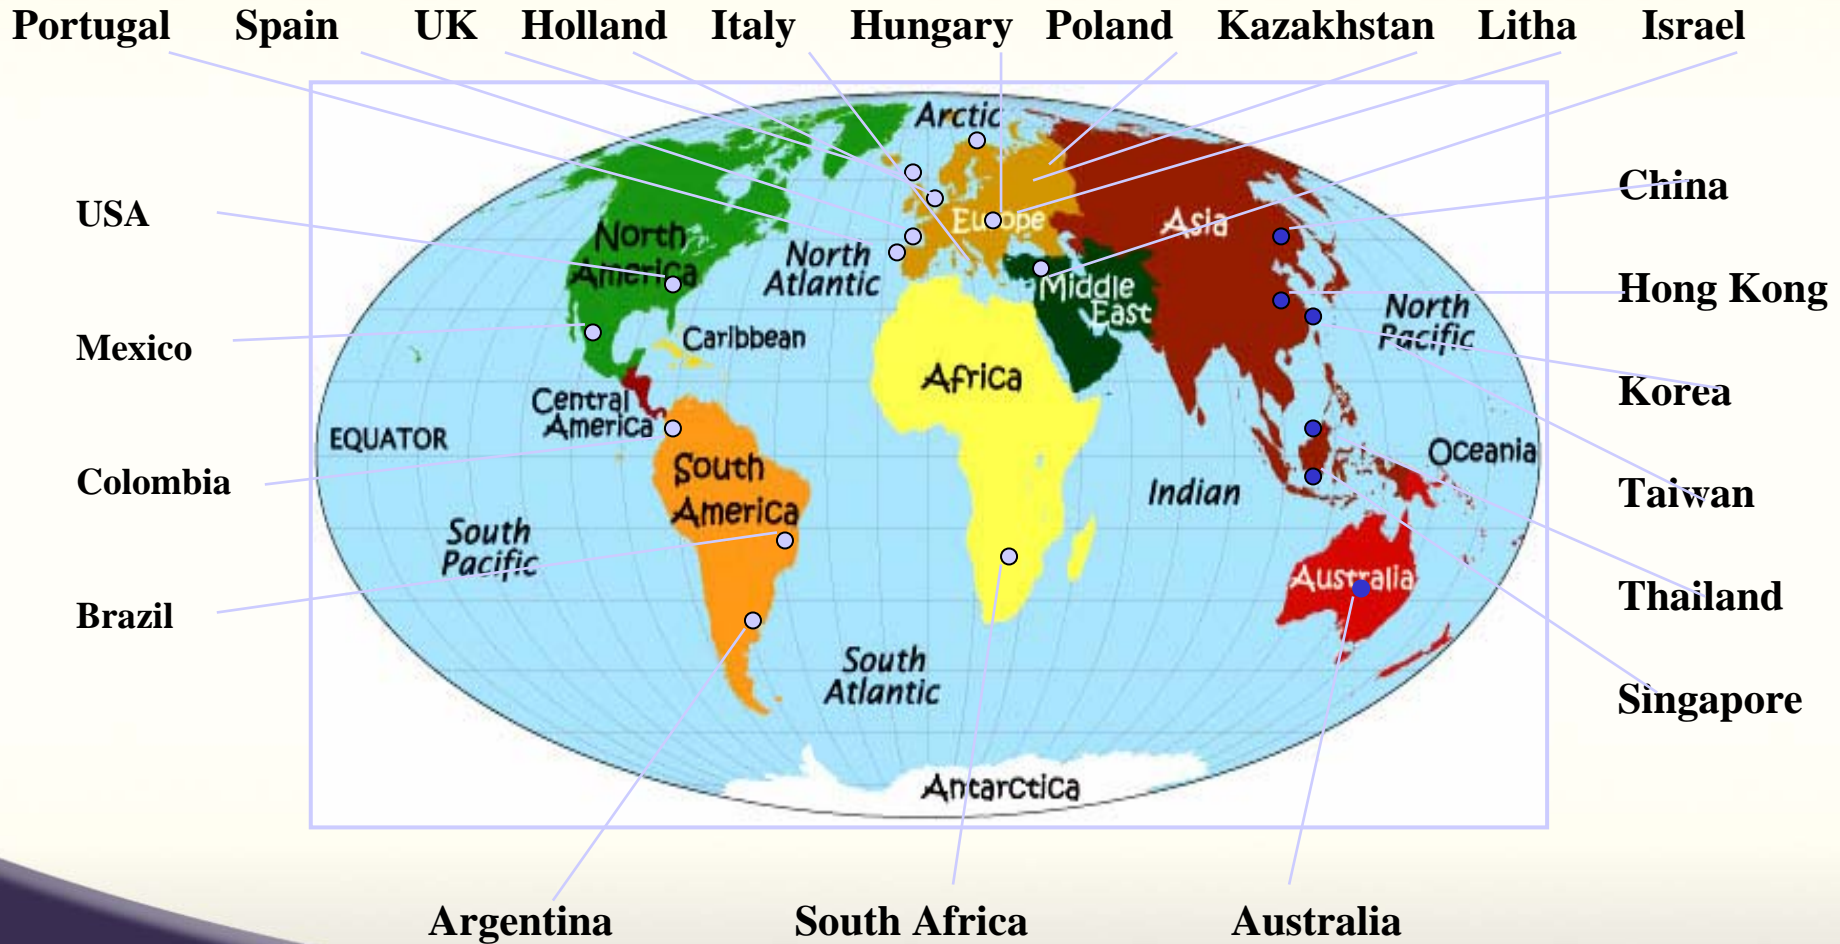 Portugal Spain UK Holland Italy Hungary Poland Kazakhstan Litha Israel
Arctic
China
USA
Europe
Asia
North
America
North
Atlantic
Middle
East
Hong Kong
North
Pacific
Mexico
Caribbean
Africa
Korea
Central
America
EQUATOR
Oceania
Colombia
South
America
Indian
Taiwan
South
Pacific
Australia
Thailand
Brazil
South
Atlantic
Singapore
Antarctica
Argentina South Africa Australia